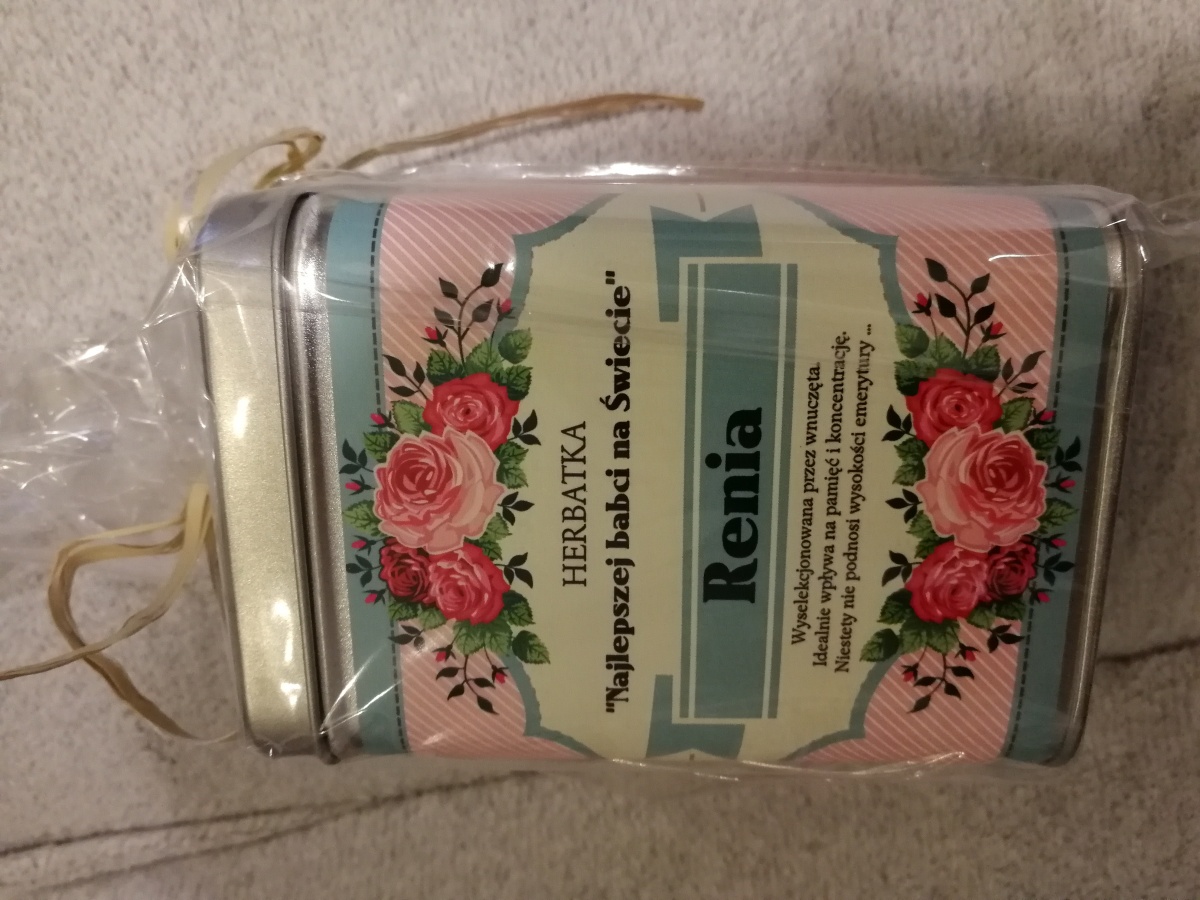 HERBATKA
"Najlepszej babci na Świecie"
Renia
Wyselekcjonowana przez wnuczęta.
Idealnie wpływa na pamięć i koncentrację.
Niestety nie podnosi wysokości emerytury ...